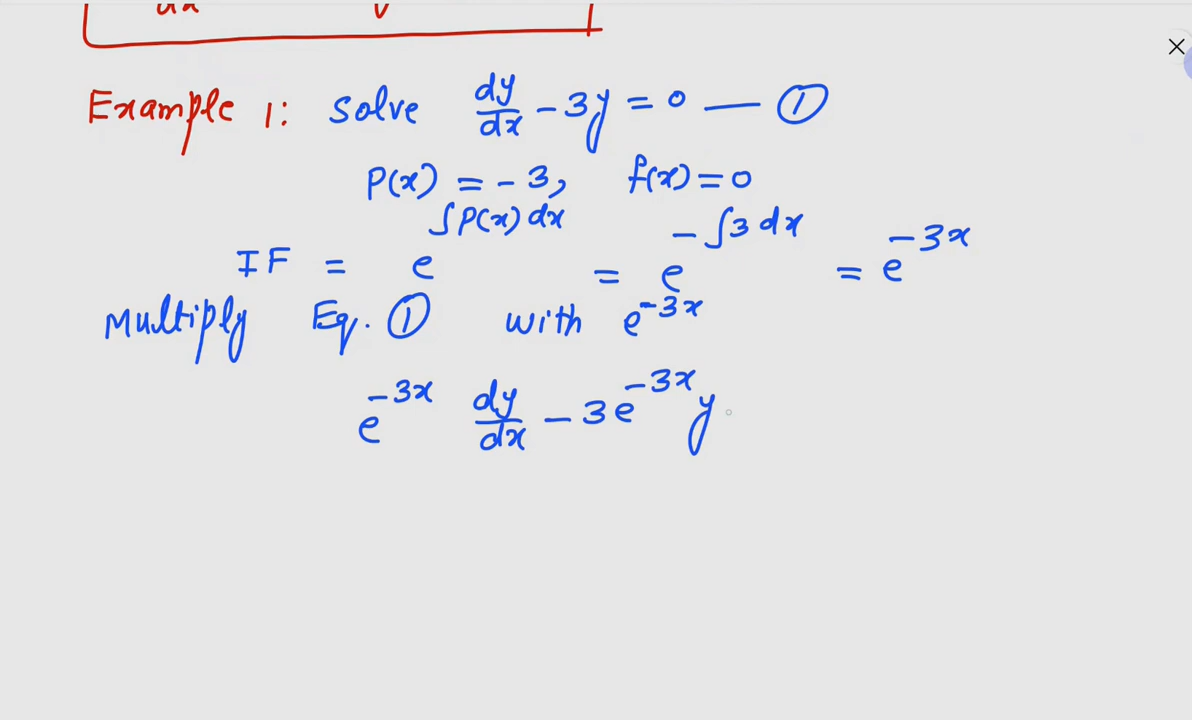 dx
Example 1: Solve dy/dx - 3y = 0 — ①
P(x) = - 3, f(x) = 0
IF = e^∫P(x) dx = e^-∫3 dx = e^-3x
Multiply Eq. ① with e^-3x
e^-3x dy/dx - 3e^-3x y